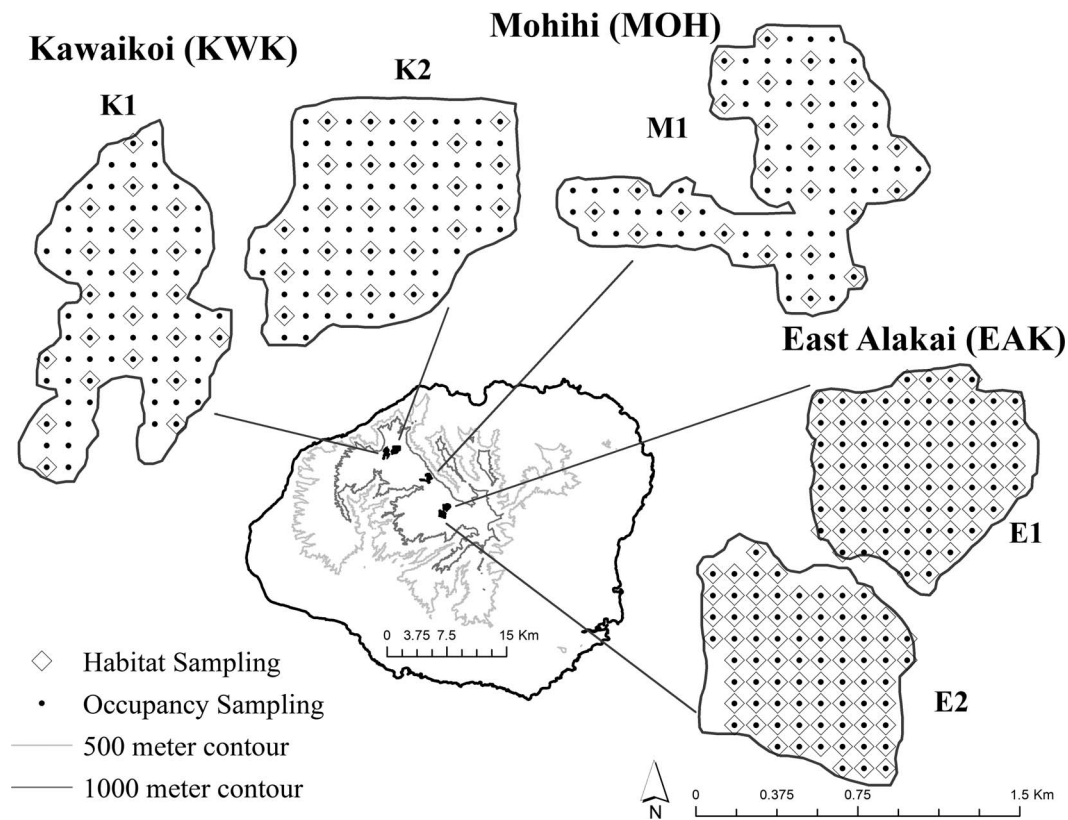 Kawaikoi (KWK)
Mohihi (MOH)
K1
K2
M1
East Alakai (EAK)
E1
E2
0 3.75 7.5 15 Km
Habitat Sampling
Occupancy Sampling
500 meter contour
1000 meter contour
N
0 0.375 0.75 1.5 Km